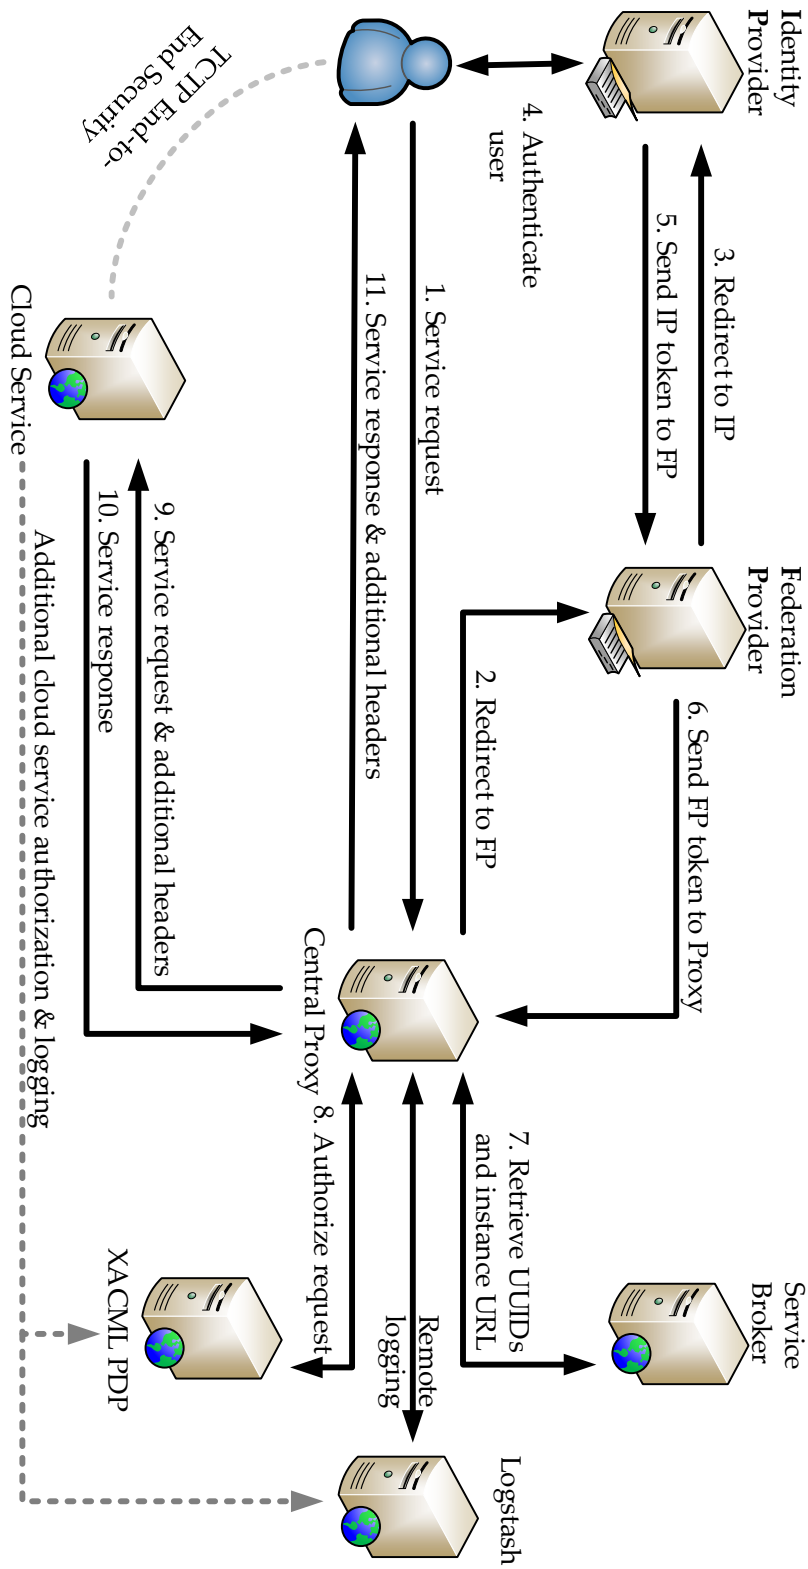 Identity
Provider
Federation
Provider
Service
Broker
3. Redirect to IP
5. Send IP token to FP
6. Send FP token to Proxy
4. Authenticate
user
2. Redirect to FP
7. Retrieve UUIDs
and instance URL
Logstash
1. Service request
Remote
logging
11. Service response & additional headers
Central Proxy
8. Authorize request
TCTP End-to-
End Security
9. Service request & additional headers
10. Service response
XACML PDP
Cloud Service
Additional cloud service authorization & logging